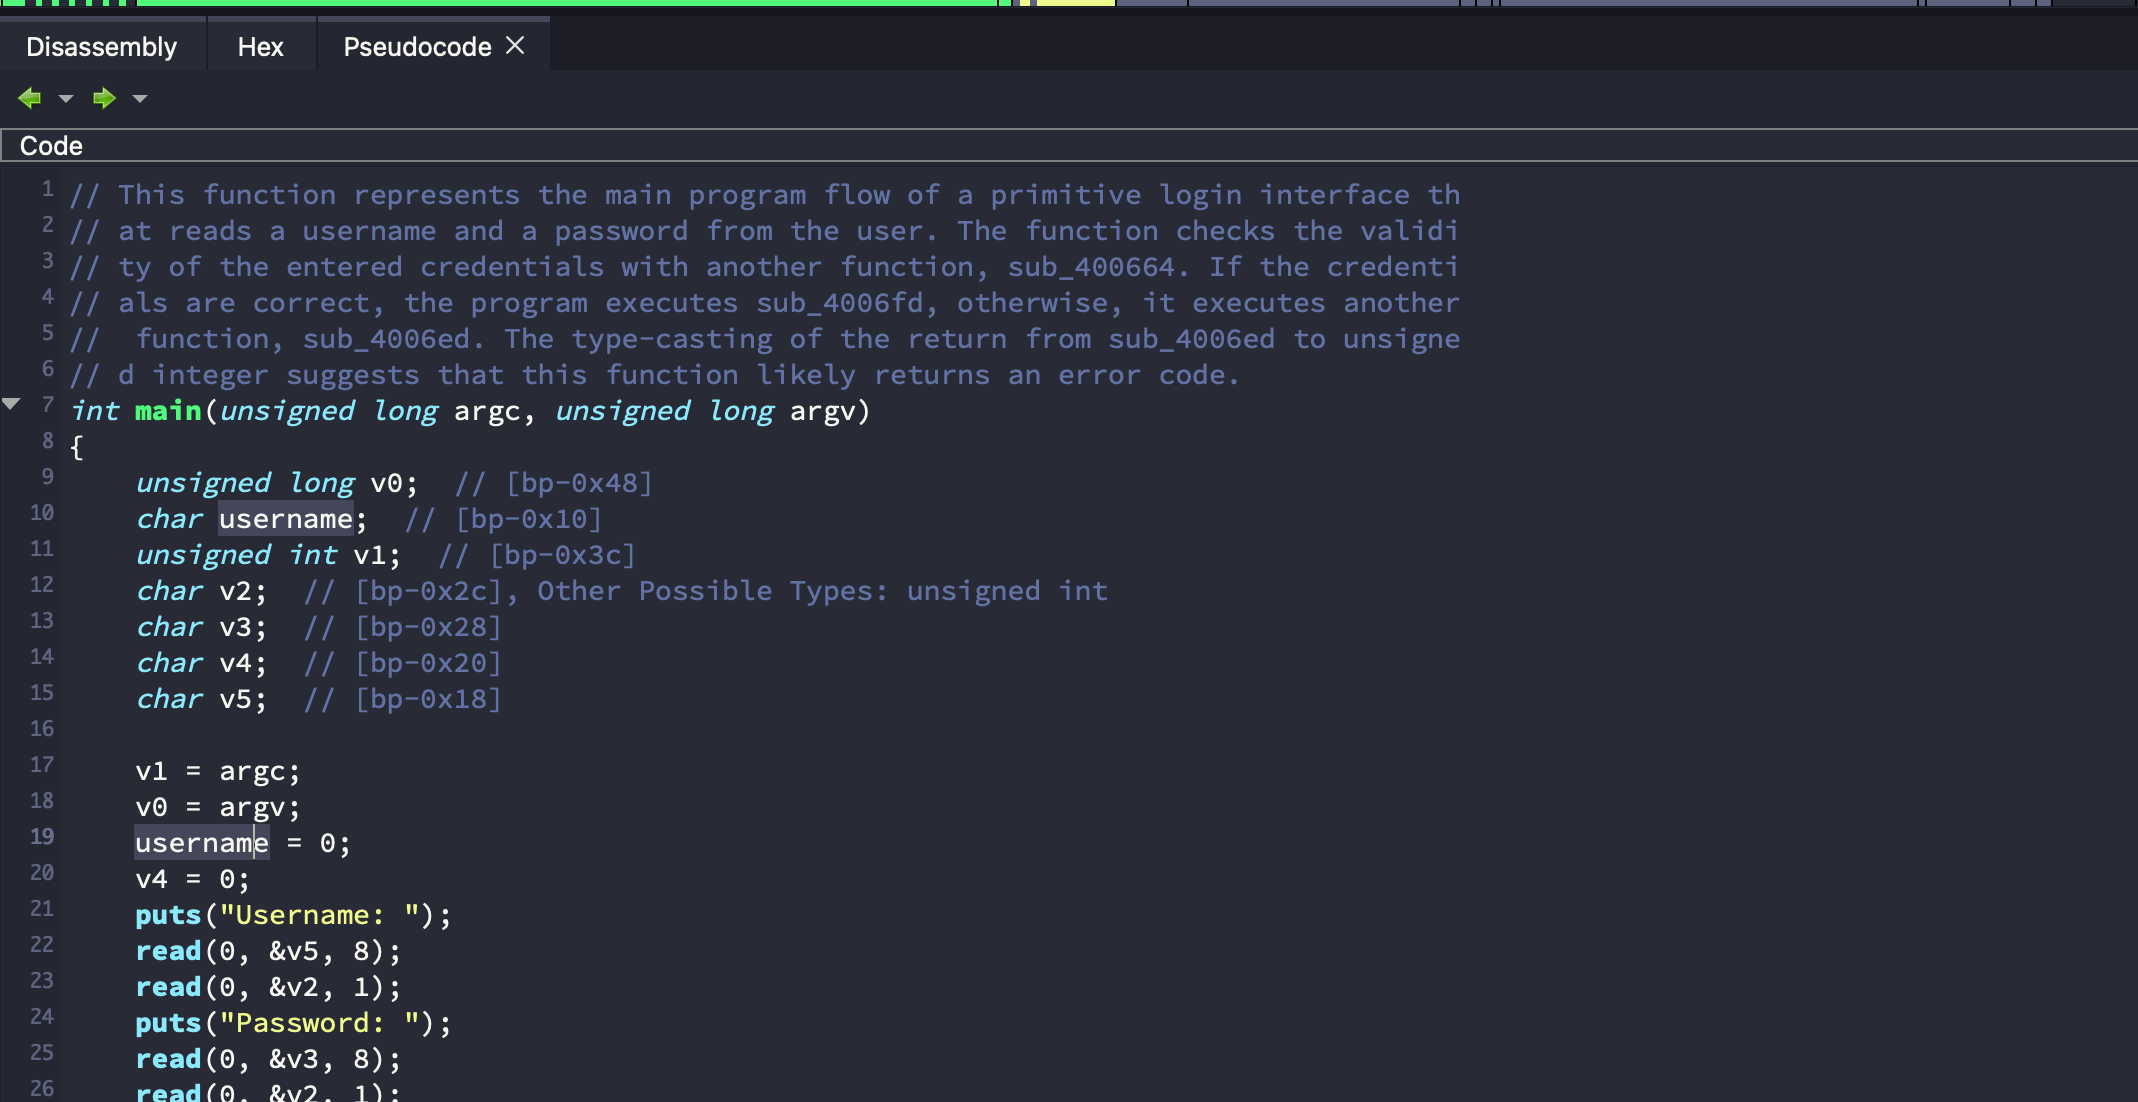 Disassembly Hex Pseudocode
Code
1 // This function represents the main program flow of a primitive login interface th
2 // at reads a username and a password from the user. The function checks the validi
3 // ty of the entered credentials with another function, sub_400664. If the credenti
4 // als are correct, the program executes sub_4006fd, otherwise, it executes another
5 //  function, sub_4006ed. The type-casting of the return from sub_4006ed to unsigne
6 // d integer suggests that this function likely returns an error code.
7 int main(unsigned long argc, unsigned long argv)
8 {
9     unsigned long v0;  // [bp-0x48]
10     char username;  // [bp-0x10]
11     unsigned int v1;  // [bp-0x3c]
12     char v2;  // [bp-0x2c], Other Possible Types: unsigned int
13     char v3;  // [bp-0x28]
14     char v4;  // [bp-0x20]
15     char v5;  // [bp-0x18]
16
17     v1 = argc;
18     v0 = argv;
19     username = 0;
20     v4 = 0;
21     puts("Username: ");
22     read(0, &v5, 8);
23     read(0, &v2, 1);
24     puts("Password: ");
25     read(0, &v3, 8);
26     read(0, &v2, 1);